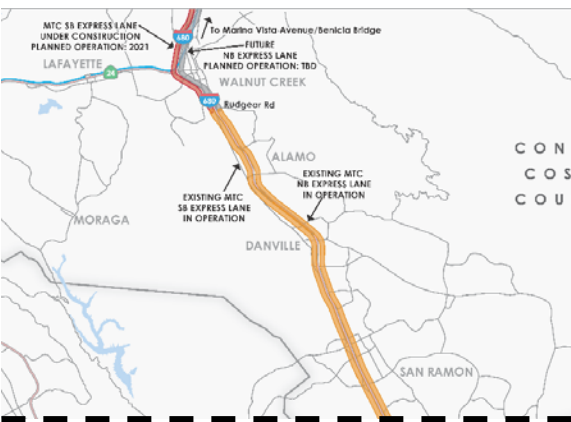 MTC SB EXPRESS LANE
UNDER CONSTRUCTION
PLANNED OPERATION: 2021
680
To Marina Vista Avenue/Benicia Bridge
FUTURE
NB EXPRESS LANE
PLANNED OPERATION: TBD
LAFAYETTE
24
WALNUT CREEK
680
Rudgear Rd
CON
COS
COU
ALAMO
EXISTING MTC
NB EXPRESS LANE
IN OPERATION
EXISTING MTC
SB EXPRESS LANE
IN OPERATION
MORAGA
DANVILLE
SAN RAMON